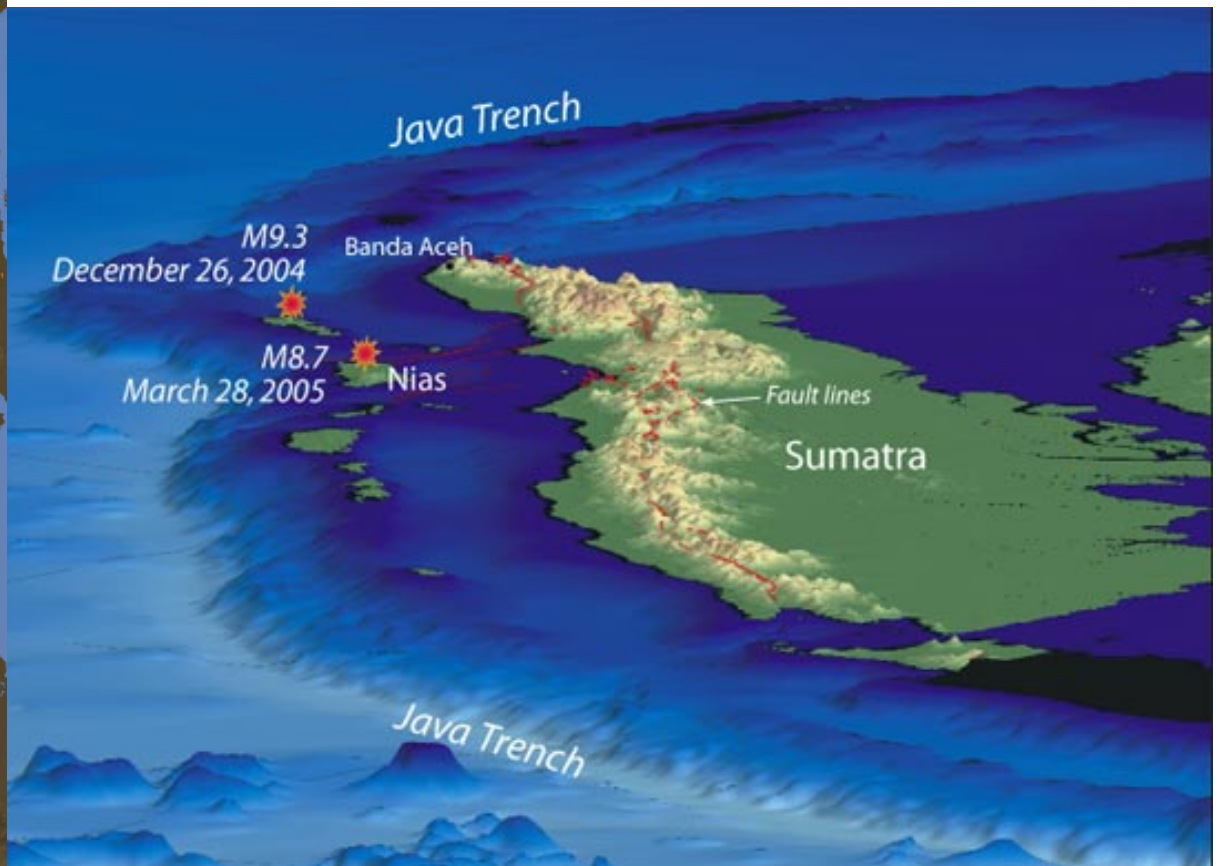 Java Trench
M9.3
December 26, 2004
Banda Aceh
M8.7
March 28, 2005
Nias
Fault lines
Sumatra
Java Trench